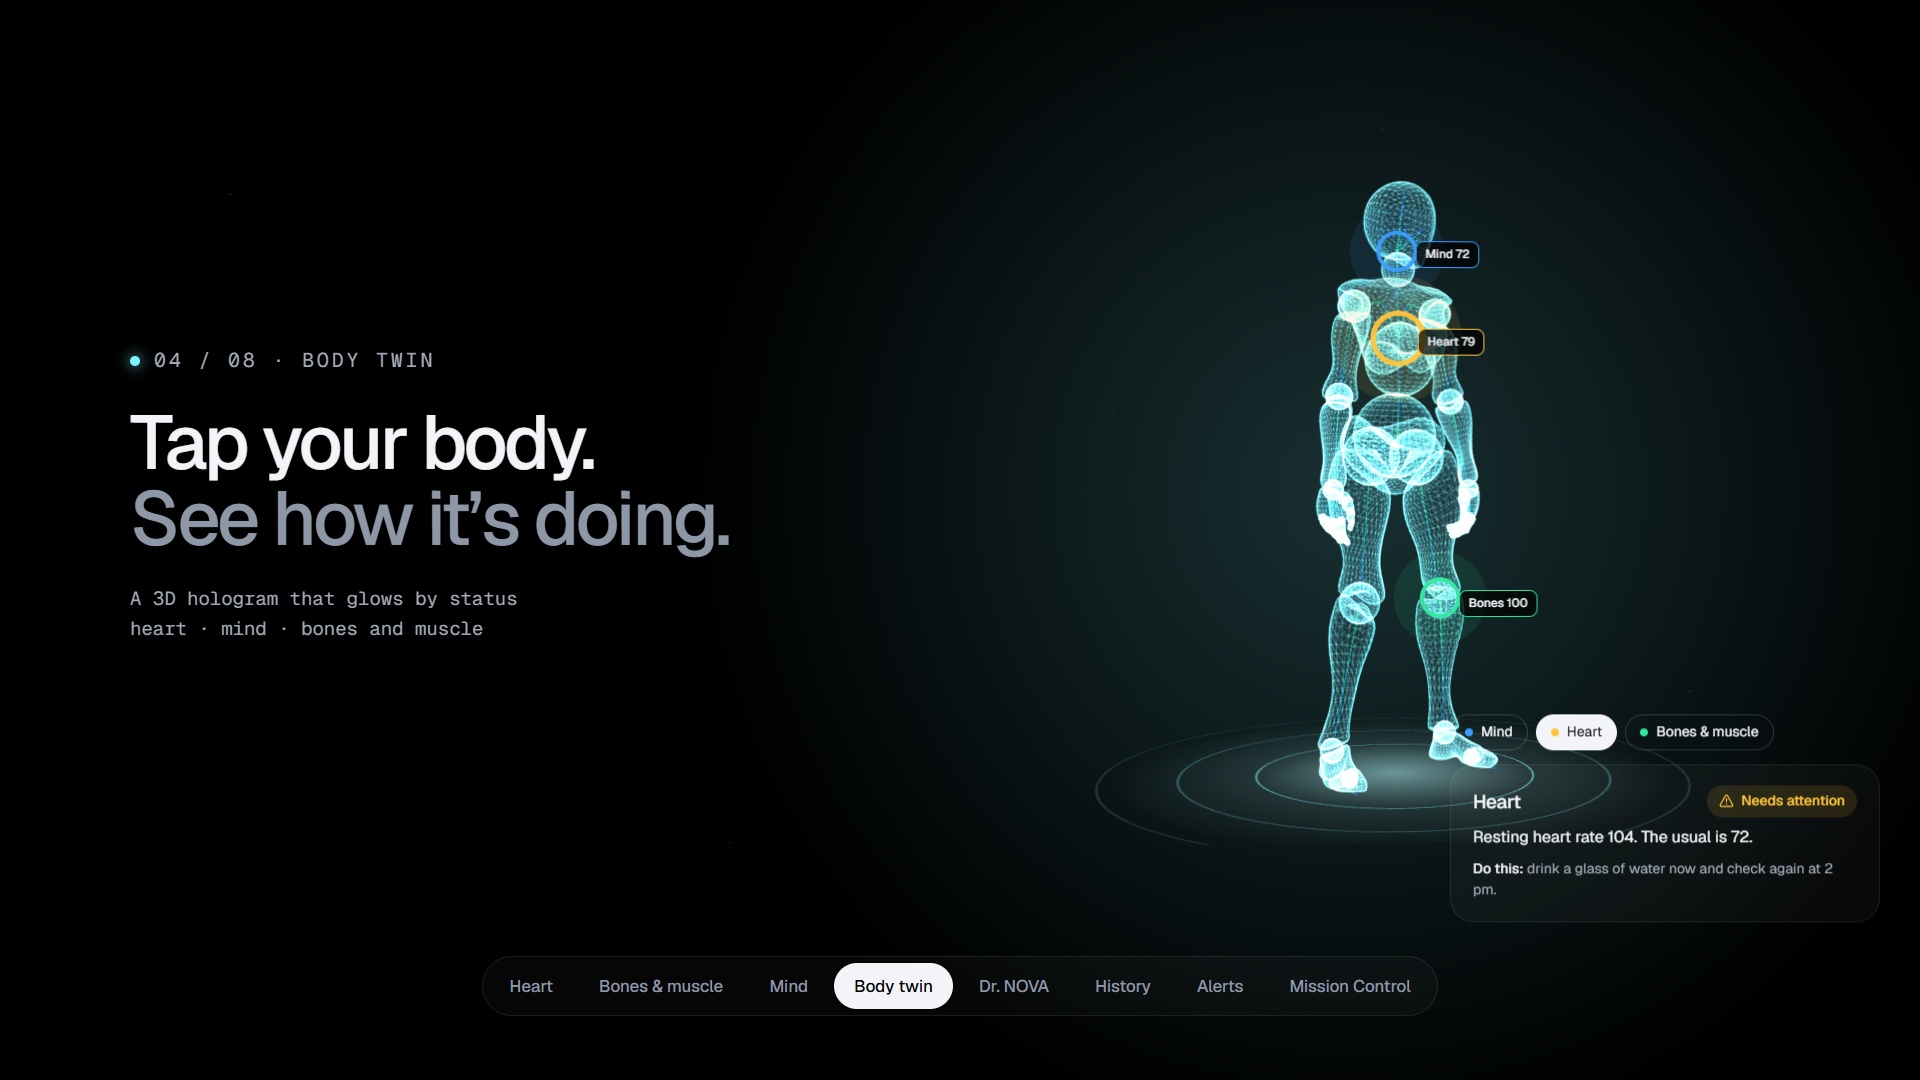 04 / 08 · BODY TWIN
Tap your body.
See how it’s doing.
A 3D hologram that glows by status
heart · mind · bones and muscle
Mind 72
Heart 79
Bones 100
Mind
Heart
Bones & muscle
Heart
Needs attention
Resting heart rate 104. The usual is 72.
Do this: drink a glass of water now and check again at 2
pm.
Heart
Bones & muscle
Mind
Body twin
Dr. NOVA
History
Alerts
Mission Control